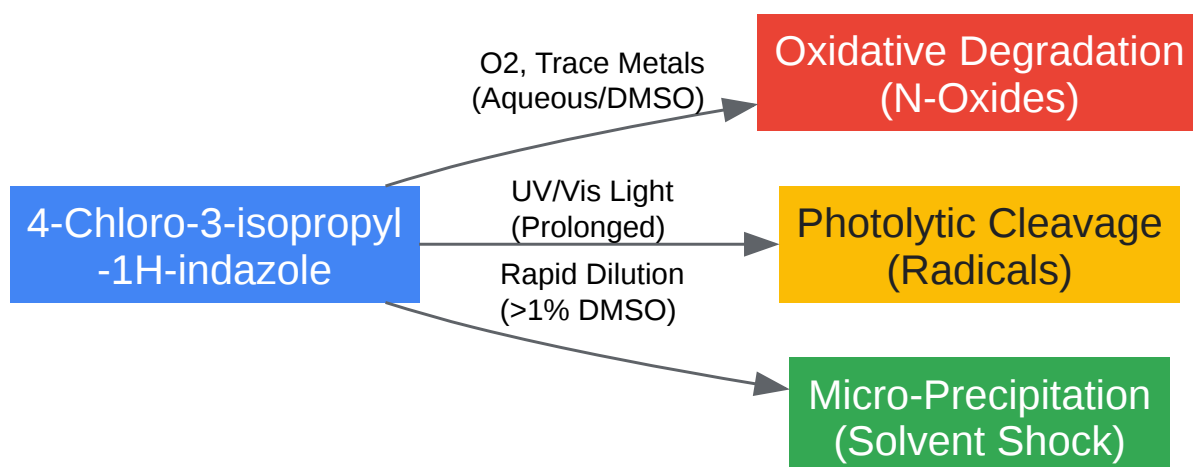 O2, Trace Metals
(Aqueous/DMSO)
Oxidative Degradation
(N-Oxides)
4-Chloro-3-isopropyl
-1H-indazole
UV/Vis Light
(Prolonged)
Photolytic Cleavage
(Radicals)
Rapid Dilution
(>1% DMSO)
Micro-Precipitation
(Solvent Shock)